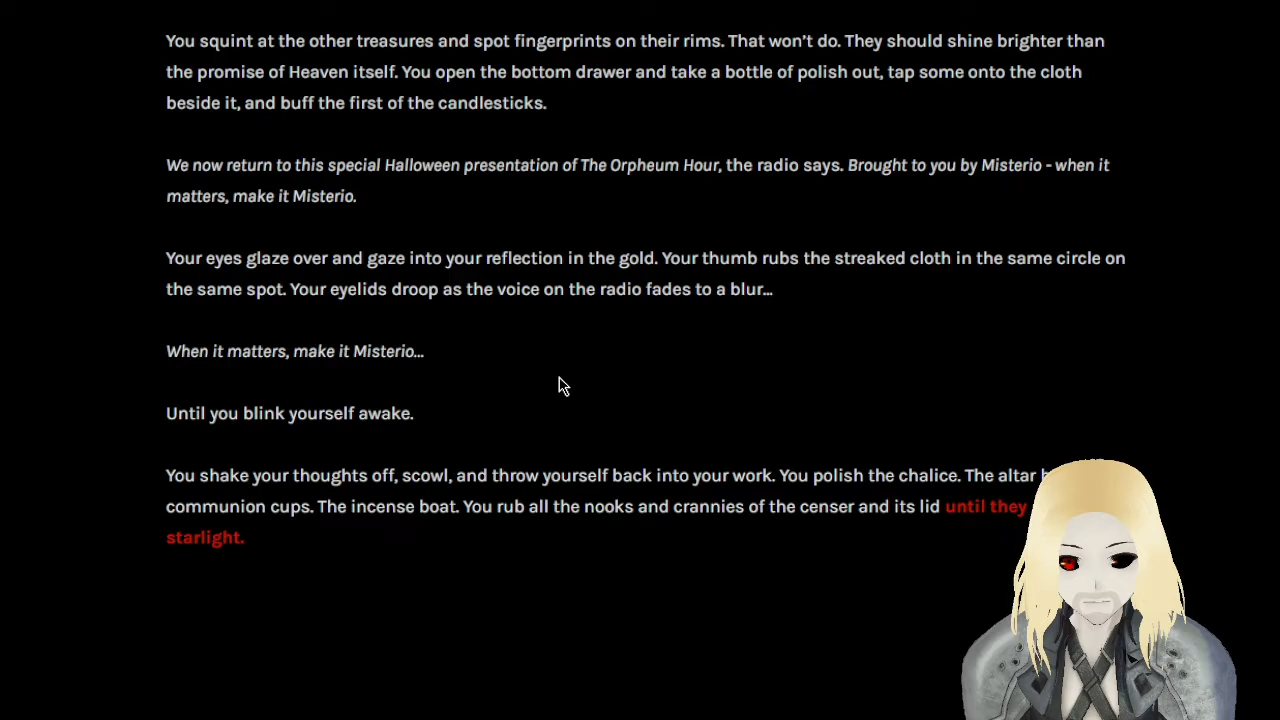 You squint at the other treasures and spot fingerprints on their rims. That won’t do. They should shine brighter than
the promise of Heaven itself. You open the bottom drawer and take a bottle of polish out, tap some onto the cloth
beside it, and buff the first of the candlesticks.
We now return to this special Halloween presentation of The Orpheum Hour, the radio says. Brought to you by Misterio - when it
matters, make it Misterio.
Your eyes glaze over and gaze into your reflection in the gold. Your thumb rubs the streaked cloth in the same circle on
the same spot. Your eyelids droop as the voice on the radio fades to a blur...
When it matters, make it Misterio...
Until you blink yourself awake.
You shake your thoughts off, scowl, and throw yourself back into your work. You polish the chalice. The altar
communion cups. The incense boat. You rub all the nooks and crannies of the censer and its lid until they
starlight.